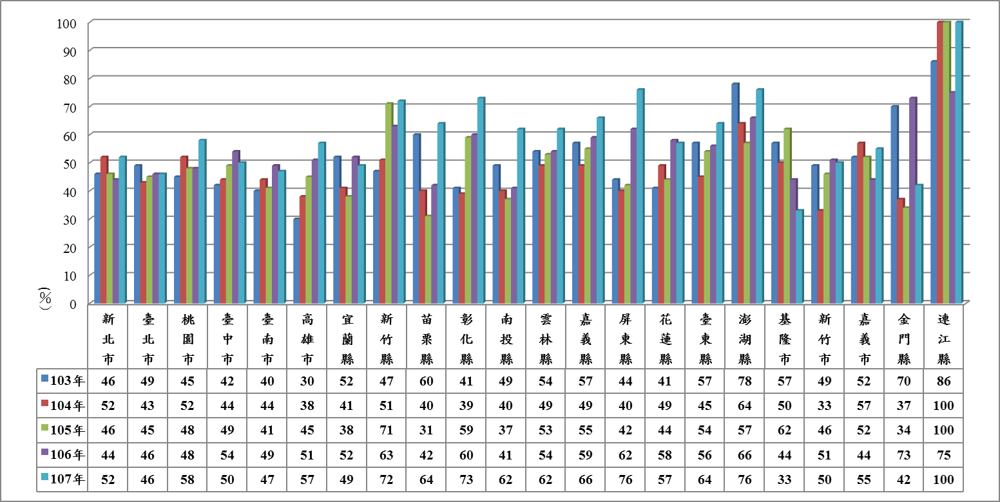 100
90
80
70
60
50
40
30
20
10
0
(%)
新北市 臺北市 桃園市 臺中市 臺南市 高雄市 宜蘭縣 新竹縣 苗栗縣 彰化縣 南投縣 雲林縣 嘉義縣 屏東縣 花蓮縣 臺東縣 澎湖縣 基隆市 新竹市 嘉義市 金門縣 連江縣
103年 46 49 45 42 40 30 52 47 60 41 49 54 57 44 41 57 78 57 49 52 70 86
104年 52 43 52 44 44 38 41 51 40 39 40 49 49 40 49 45 64 50 33 57 37 100
105年 46 45 48 49 41 45 38 71 31 59 37 53 55 42 44 54 57 62 46 52 34 100
106年 44 46 48 54 49 51 52 63 42 60 41 54 59 62 58 56 66 44 51 44 73 75
107年 52 46 58 50 47 57 49 72 64 73 62 62 66 76 57 64 76 33 50 55 42 100